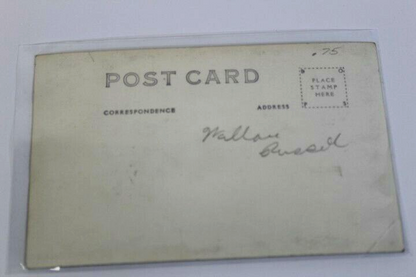 .75
POST CARD
PLACE
STAMP
HERE
CORRESPONDENCE ADDRESS
Wallace
Russell